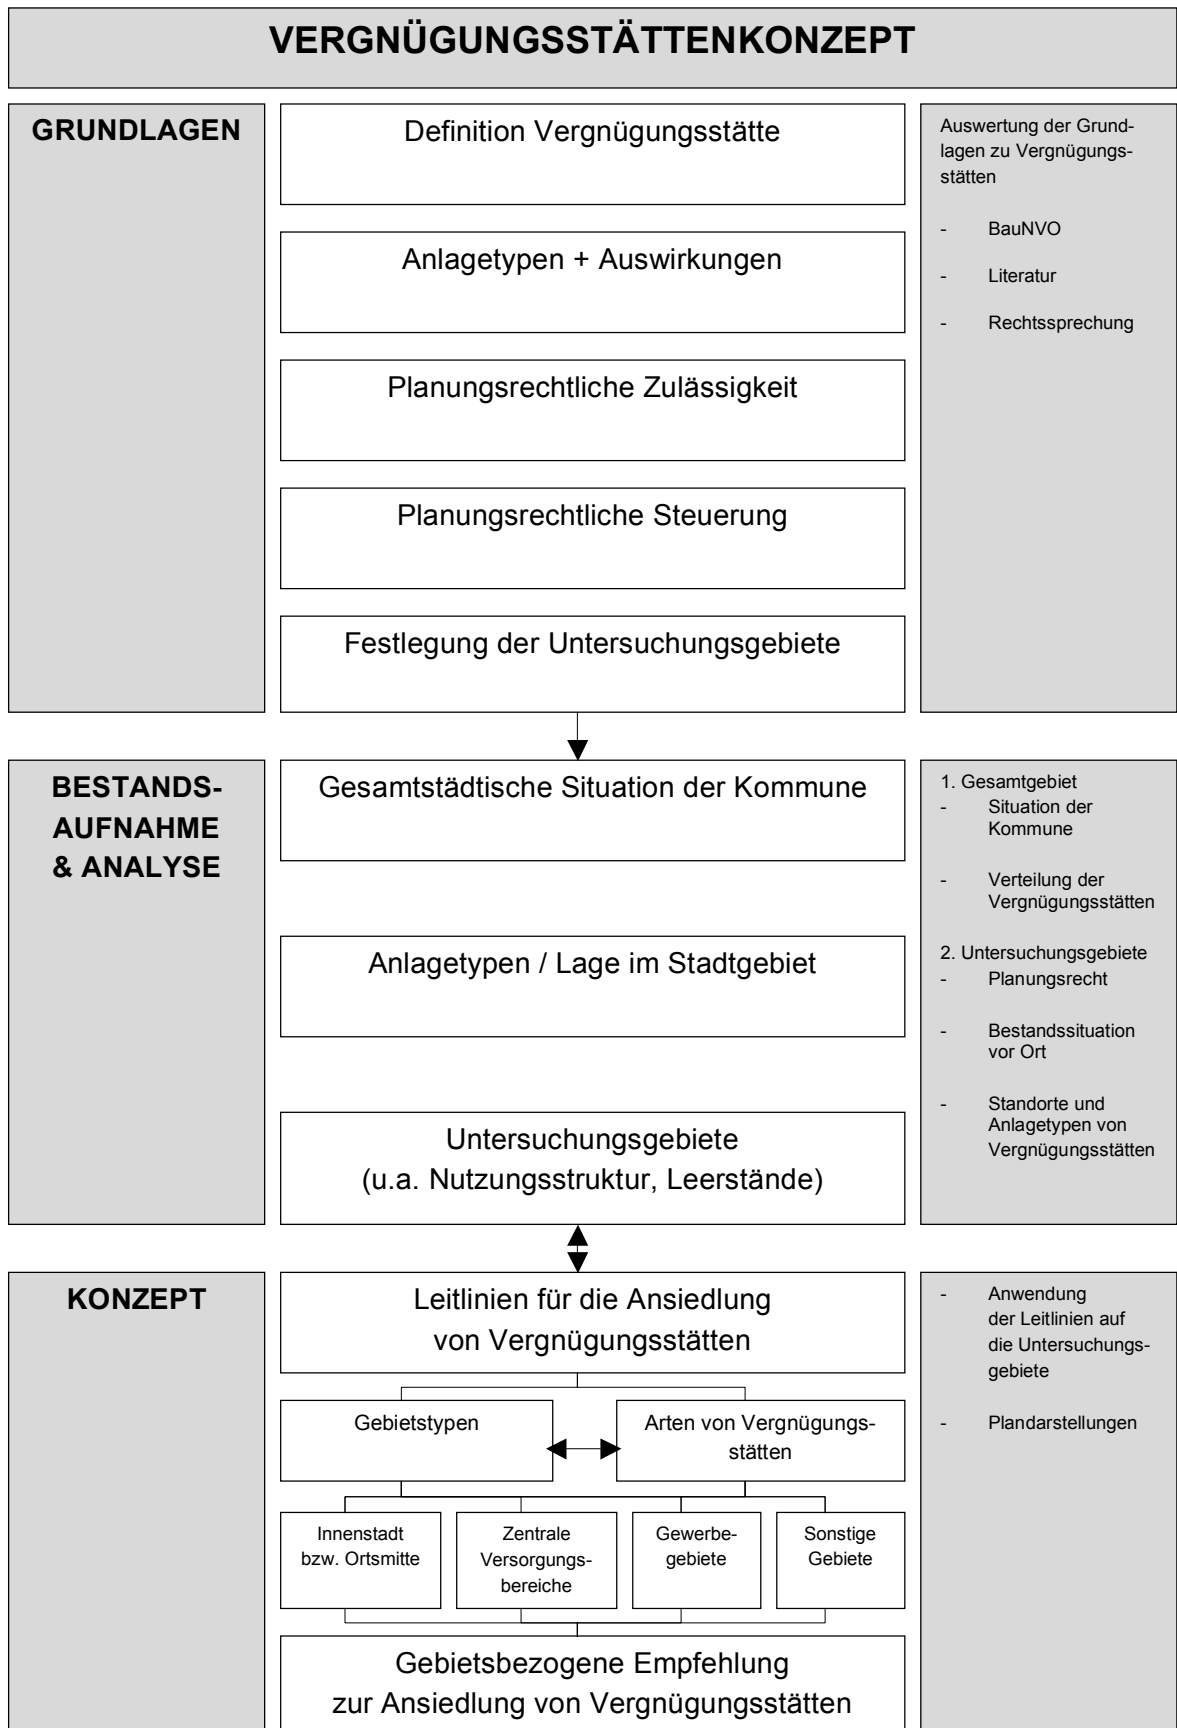 VERGNÜGUNGSSTÄTTENKONZEPT
GRUNDLAGEN
Definition Vergnügungsstätte
Anlagetypen + Auswirkungen
Planungsrechtliche Zulässigkeit
Planungsrechtliche Steuerung
Festlegung der Untersuchungsgebiete
Auswertung der Grund-
lagen zu Vergnügungs-
stätten
- BauNVO
- Literatur
- Rechtssprechung
BESTANDS-
AUFNAHME
& ANALYSE
Gesamtstädtische Situation der Kommune
Anlagetypen / Lage im Stadtgebiet
Untersuchungsgebiete
(u.a. Nutzungsstruktur, Leerstände)
1. Gesamtgebiet
- Situation der
Kommune
- Verteilung der
Vergnügungsstätten
2. Untersuchungsgebiete
- Planungsrecht
- Bestandssituation
vor Ort
- Standorte und
Anlagetypen von
Vergnügungsstätten
KONZEPT
Leitlinien für die Ansiedlung
von Vergnügungsstätten
Gebietstypen
Arten von Vergnügungs-
stätten
Innenstadt
bzw. Ortsmitte
Zentrale
Versorgungs-
bereiche
Gewerbe-
gebiete
Sonstige
Gebiete
Gebietsbezogene Empfehlung
zur Ansiedlung von Vergnügungsstätten
- Anwendung
der Leitlinien auf
die Untersuchungs-
gebiete
- Plandarstellungen